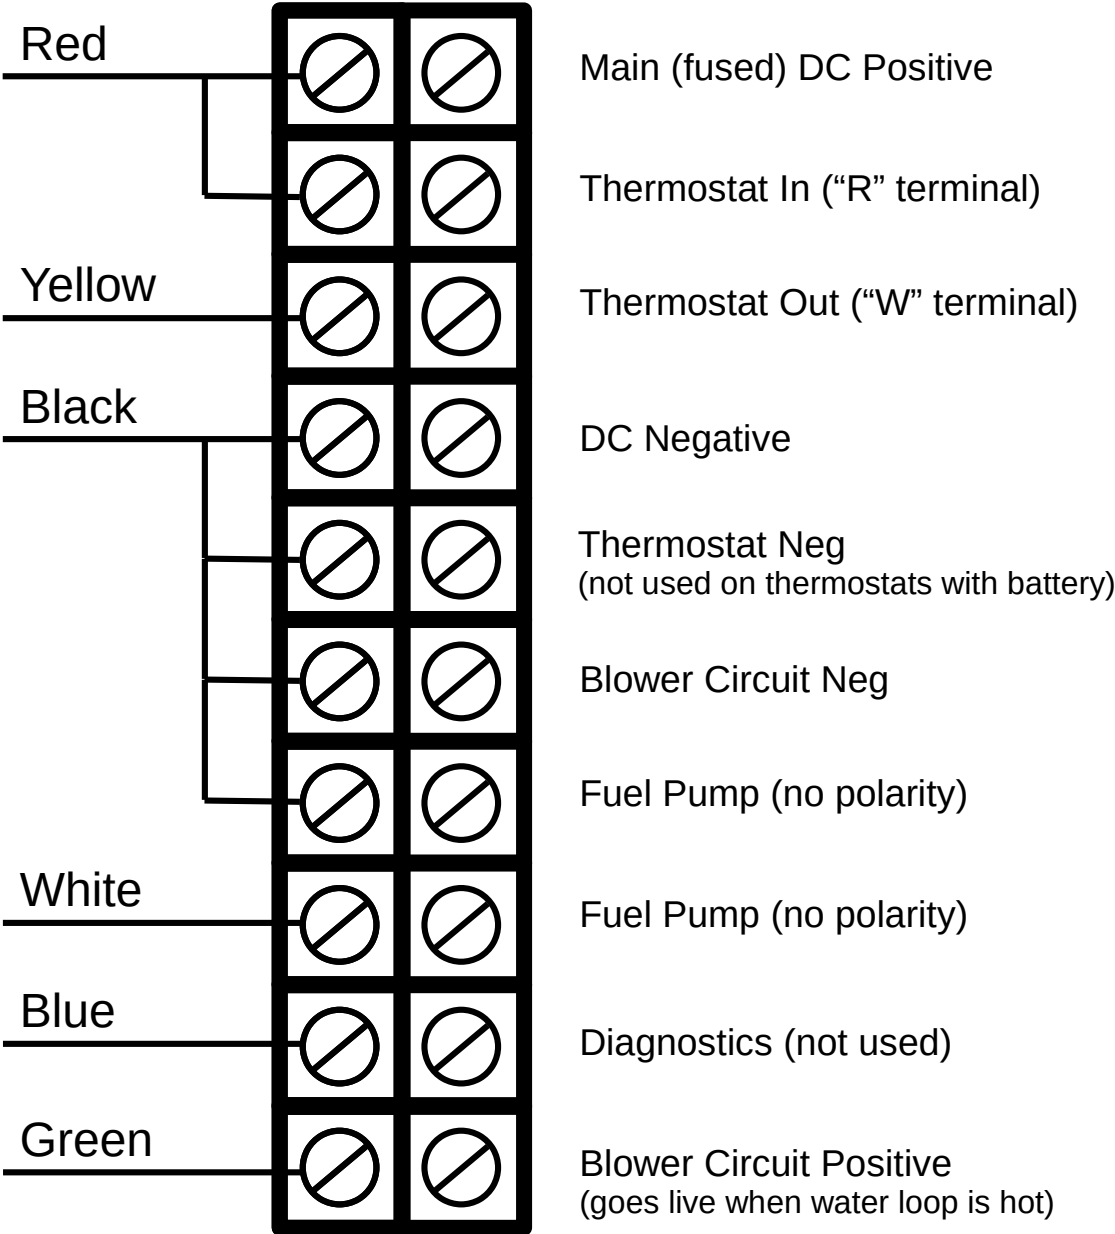 Red
Main (fused) DC Positive
Thermostat In (“R” terminal)
Yellow
Thermostat Out (“W” terminal)
Black
DC Negative
Thermostat Neg
(not used on thermostats with battery)
Blower Circuit Neg
Fuel Pump (no polarity)
White
Fuel Pump (no polarity)
Blue
Diagnostics (not used)
Green
Blower Circuit Positive
(goes live when water loop is hot)